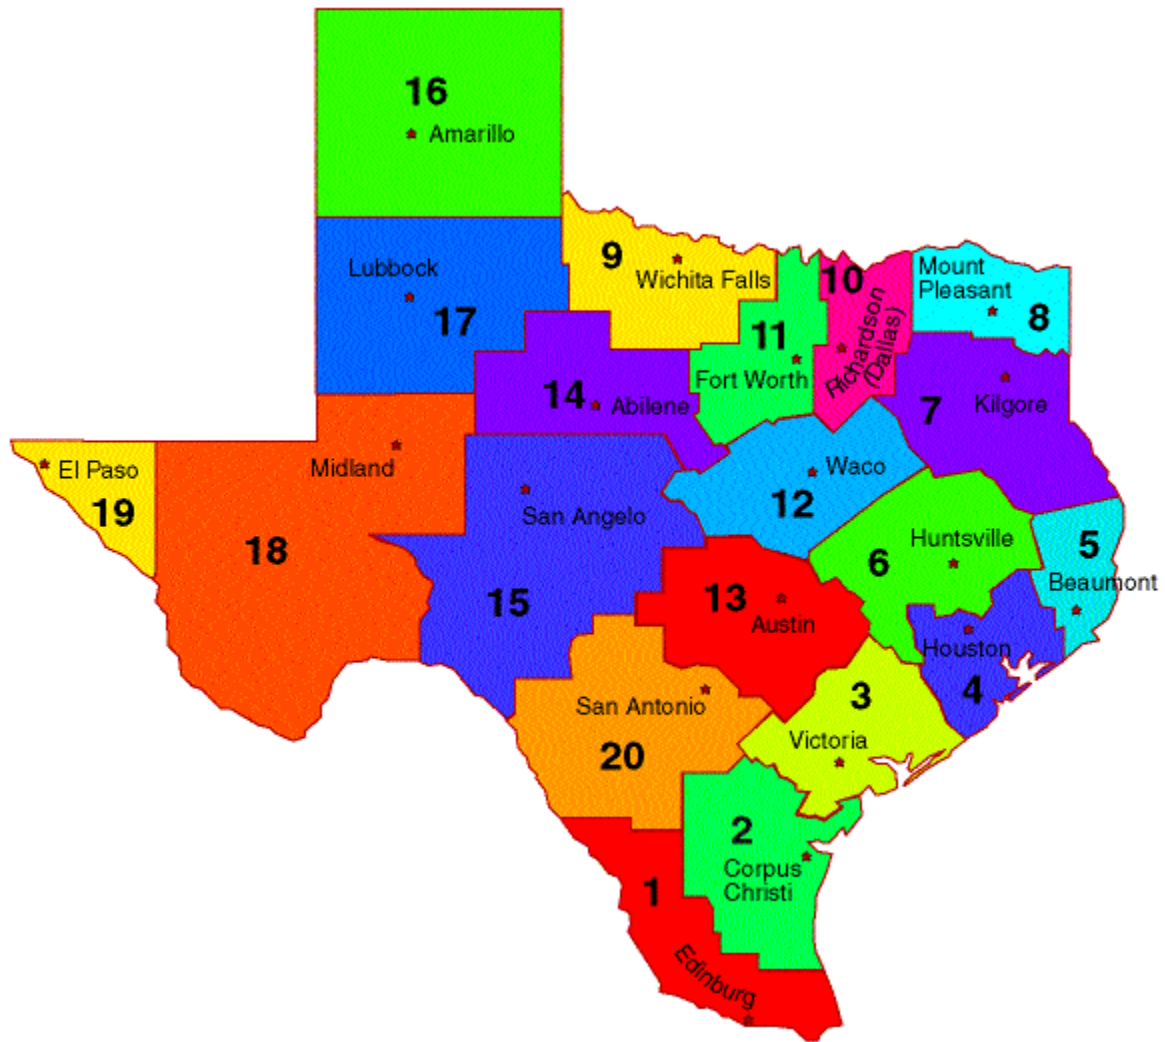 16
Amarillo
Lubbock
17
9
Wichita Falls
10
Richardson
(Dallas)
Mount
Pleasant
8
11
Fort Worth
14
Abilene
7
Kilgore
Midland
El Paso
19
18
San Angelo
15
Waco
12
Huntsville
6
5
Beaumont
13
Austin
Houston
4
San Antonio
20
3
Victoria
2
Corpus
Christi
1
Edinburg